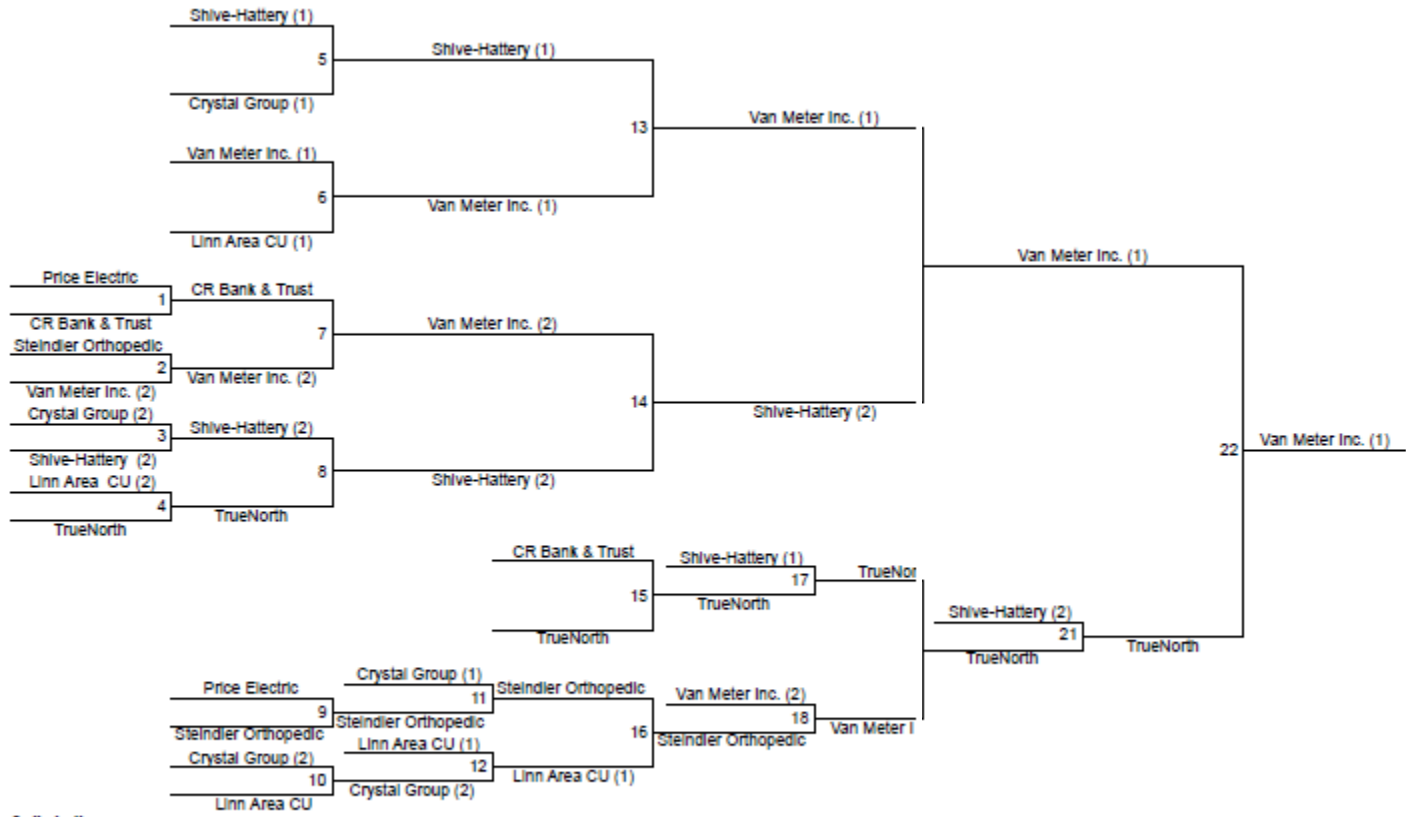 Shive-Hattery (1)
5
Shive-Hattery (1)
Crystal Group (1)
13
Van Meter Inc. (1)
Van Meter Inc. (1)
6
Van Meter Inc. (1)
Linn Area CU (1)
Van Meter Inc. (1)
Price Electric
1
CR Bank & Trust
CR Bank & Trust
7
Van Meter Inc. (2)
Steindler Orthopedic
2
Van Meter Inc. (2)
Van Meter Inc. (2)
14
Shive-Hattery (2)
Crystal Group (2)
3
Shive-Hattery (2)
Shive-Hattery (2)
8
Shive-Hattery (2)
Linn Area CU (2)
4
TrueNorth
TrueNorth
22
Van Meter Inc. (1)
CR Bank & Trust
15
TrueNorth
Shive-Hattery (1)
17
TrueNorth
TrueNor
Shive-Hattery (2)
21
TrueNorth
TrueNorth
Price Electric
9
Steindler Orthopedic
Crystal Group (1)
11
Steindler Orthopedic
Steindler Orthopedic
16
Van Meter Inc. (2)
18
Steindler Orthopedic
Van Meter I
Crystal Group (2)
10
Linn Area CU
Linn Area CU (1)
12
Crystal Group (2)
Linn Area CU (1)